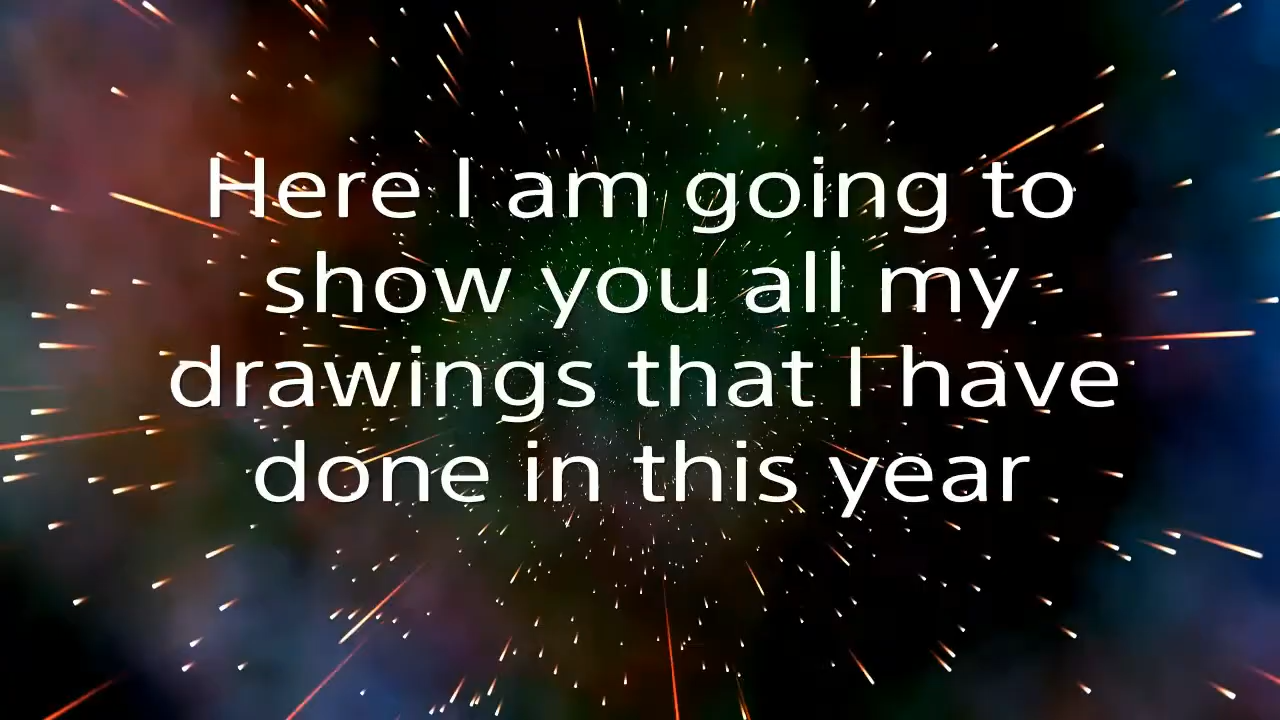 Here I am going to
show you all my
drawings that I have
done in this year